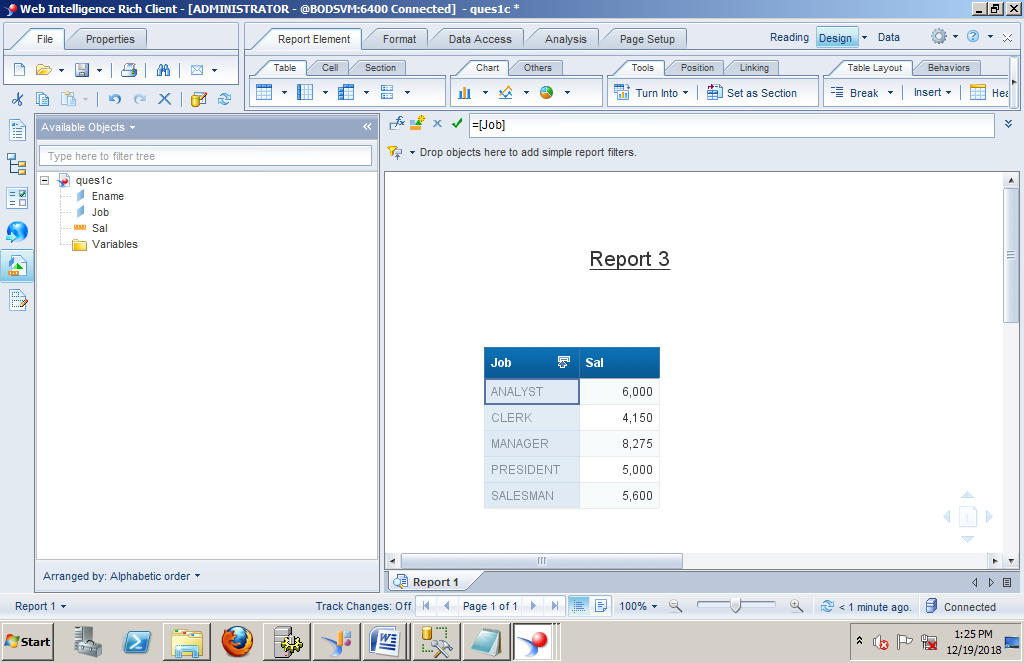 Web Intelligence Rich Client - [ADMINISTRATOR - @BODSVM:6400 Connected] - ques1c *
File Properties Report Element Format Data Access Analysis Page Setup Reading Design Data
Table Cell Section Chart Others Tools Position Linking Table Layout Behaviors
Turn Into Set as Section Break Insert Hea
Available Objects =[Job]
Type here to filter tree Drop objects here to add simple report filters.
ques1c
Ename
Job
Sal
Variables
Report 3
Job Sal
ANALYST 6,000
CLERK 4,150
MANAGER 8,275
PRESIDENT 5,000
SALESMAN 5,600
1
Arranged by: Alphabetic order Report 1
Report 1 Track Changes: Off Page 1 of 1 100% < 1 minute ago. Connected
Start 1:25 PM
12/19/2018